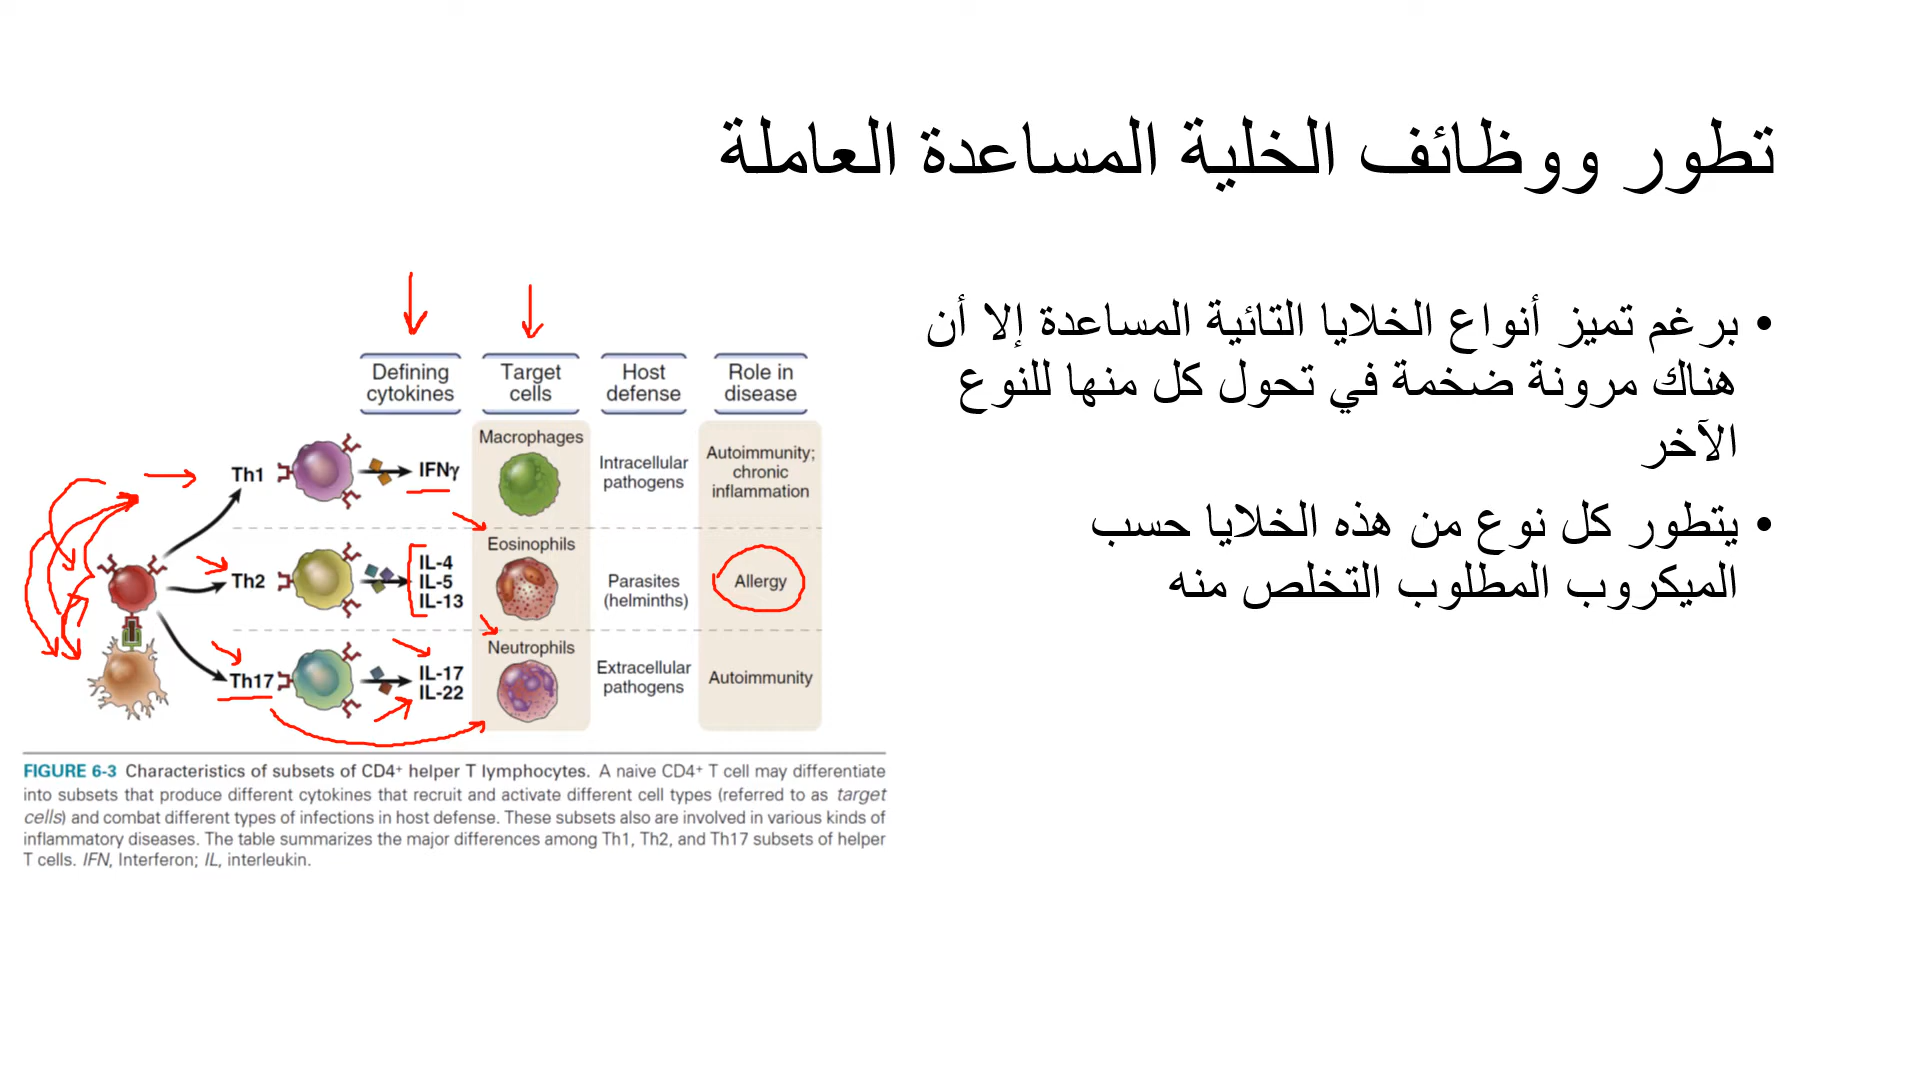 تطور ووظائف الخلية المساعدة العاملة
• برغم تميز أنواع الخلايا التائية المساعدة إلا أن
هناك مرونة ضخمة في تحول كل منها للنوع
الآخر
• يتطور كل نوع من هذه الخلايا حسب
الميكروب المطلوب التخلص منه
Defining cytokines
Target cells
Host defense
Role in disease
Th1
IFNγ
Macrophages
Intracellular pathogens
Autoimmunity; chronic inflammation
Th2
IL-4
IL-5
IL-13
Eosinophils
Parasites (helminths)
Allergy
Th17
IL-17
IL-22
Neutrophils
Extracellular pathogens
Autoimmunity
FIGURE 6-3 Characteristics of subsets of CD4+ helper T lymphocytes. A naive CD4+ T cell may differentiate
into subsets that produce different cytokines that recruit and activate different cell types (referred to as target
cells) and combat different types of infections in host defense. These subsets also are involved in various kinds of
inflammatory diseases. The table summarizes the major differences among Th1, Th2, and Th17 subsets of helper
T cells. IFN, Interferon; IL, interleukin.